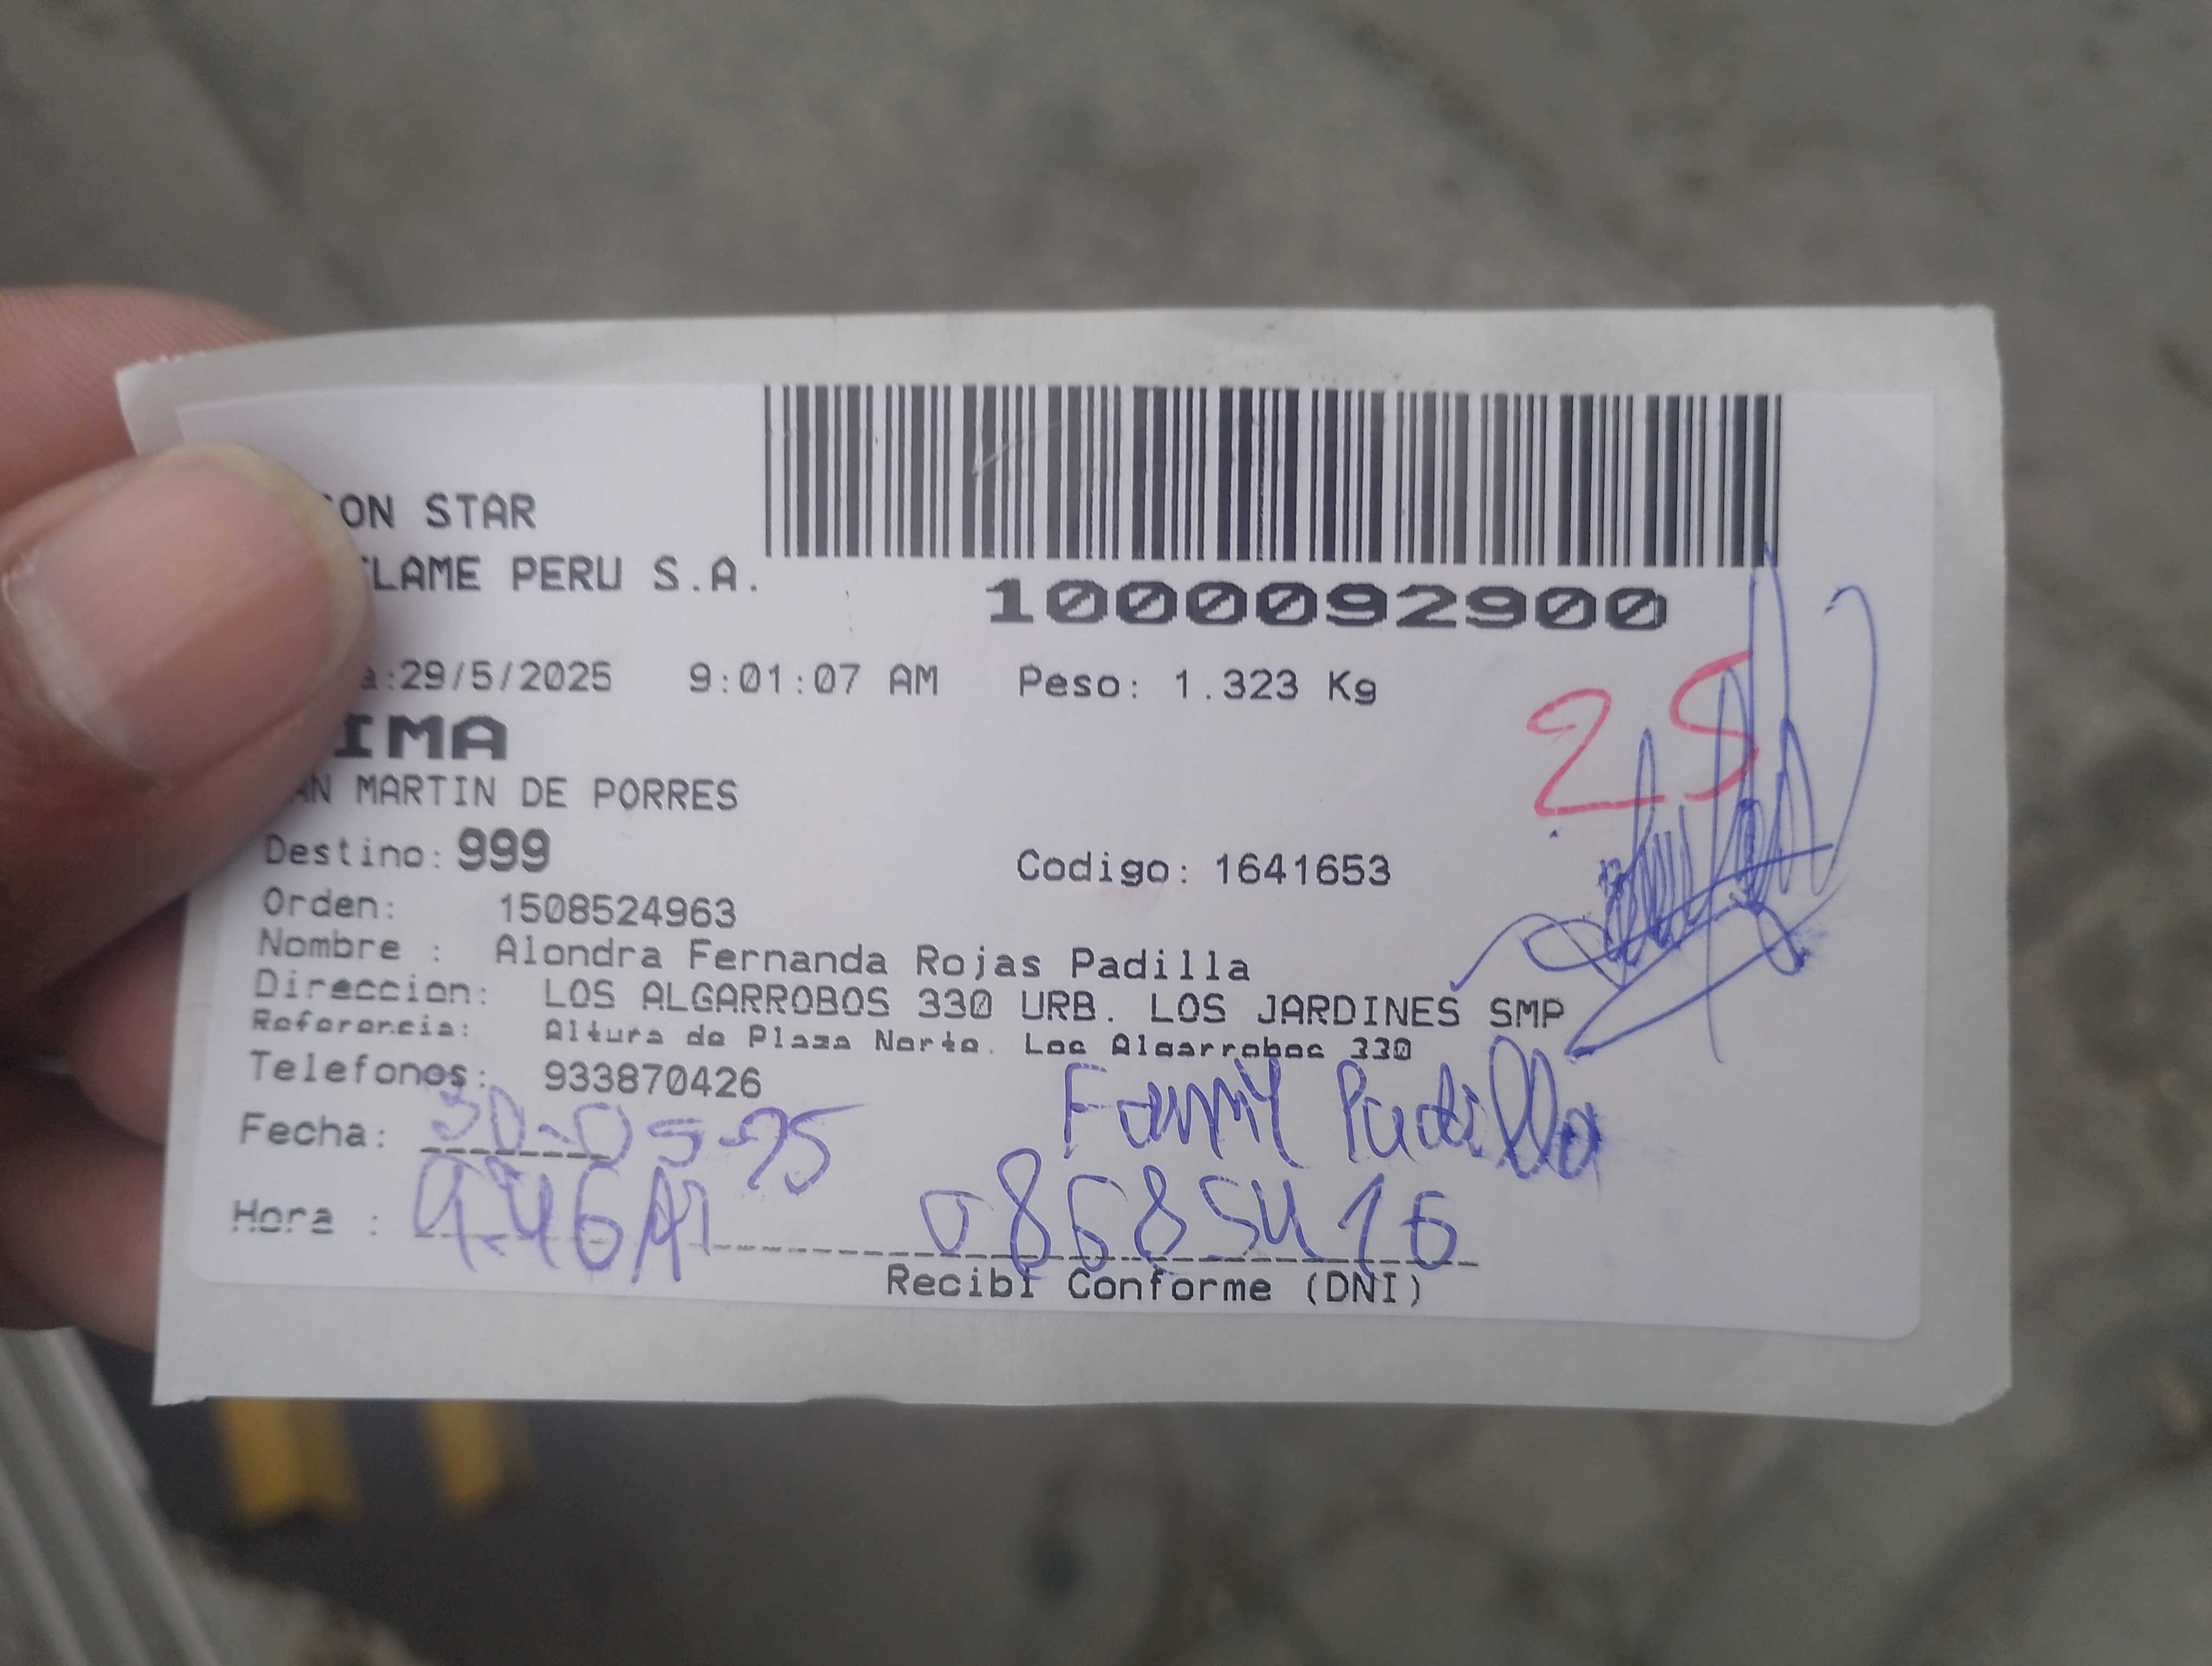 ON STAR
LAME PERU S.A.
1000092900
a:29/5/2025 9:01:07 AM Peso: 1.323 Kg
IMA
25
AN MARTIN DE PORRES
Destino: 999 Codigo: 1641653
Orden: 1508524963
Nombre : Alondra Fernanda Rojas Padilla
Direccion: LOS ALGARROBOS 330 URB. LOS JARDINES SMP
Referencia: Altura de Plaza Norte. Los Algarrobos 330
Telefonos: 933870426
Padilla
Fecha: 30-05-25
Hora : 9:46AM
Recibi Conforme (DNI)